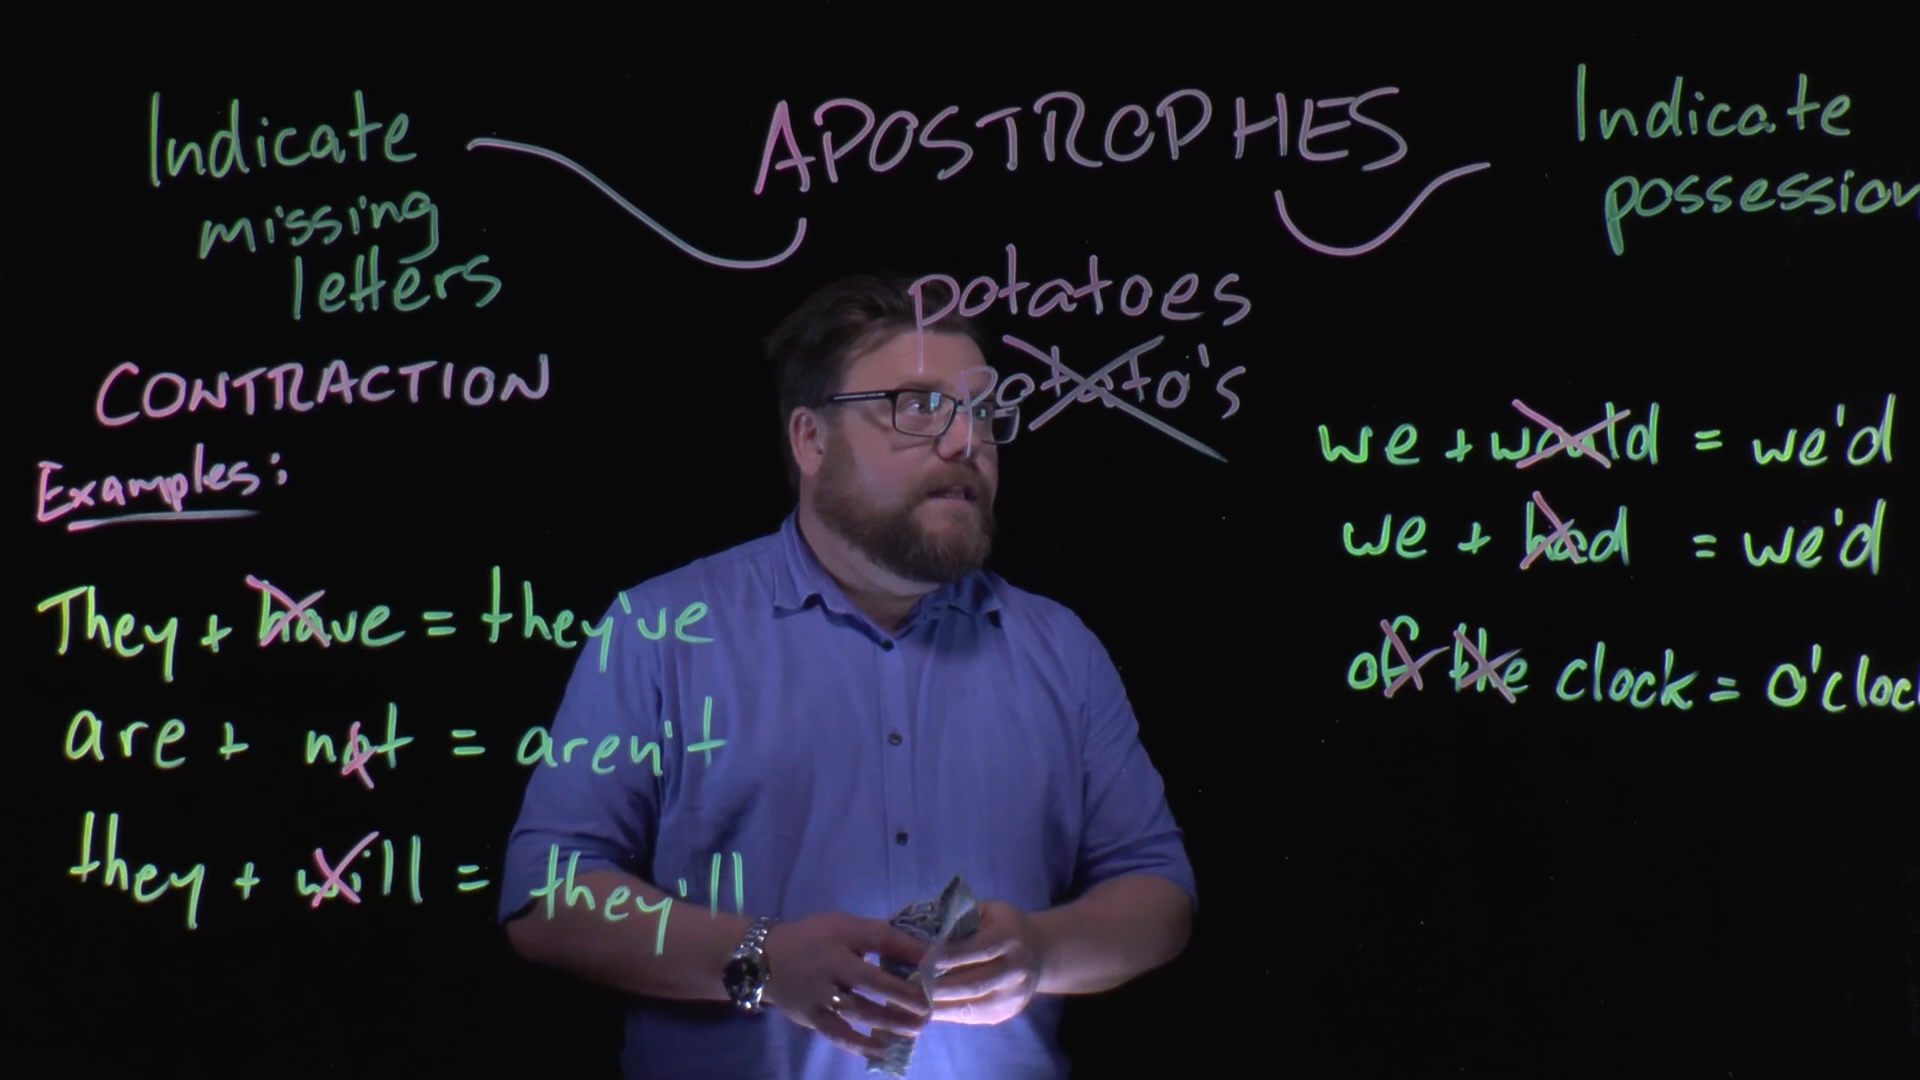 APOSTROPHES
Indicate
missing
letters
Indicate
possession
potatoes
potato's
CONTRACTION
Examples:
They + have = they've
are + not = aren't
they + will = they'll
we + would = we'd
we + had = we'd
of the clock = o'cloc